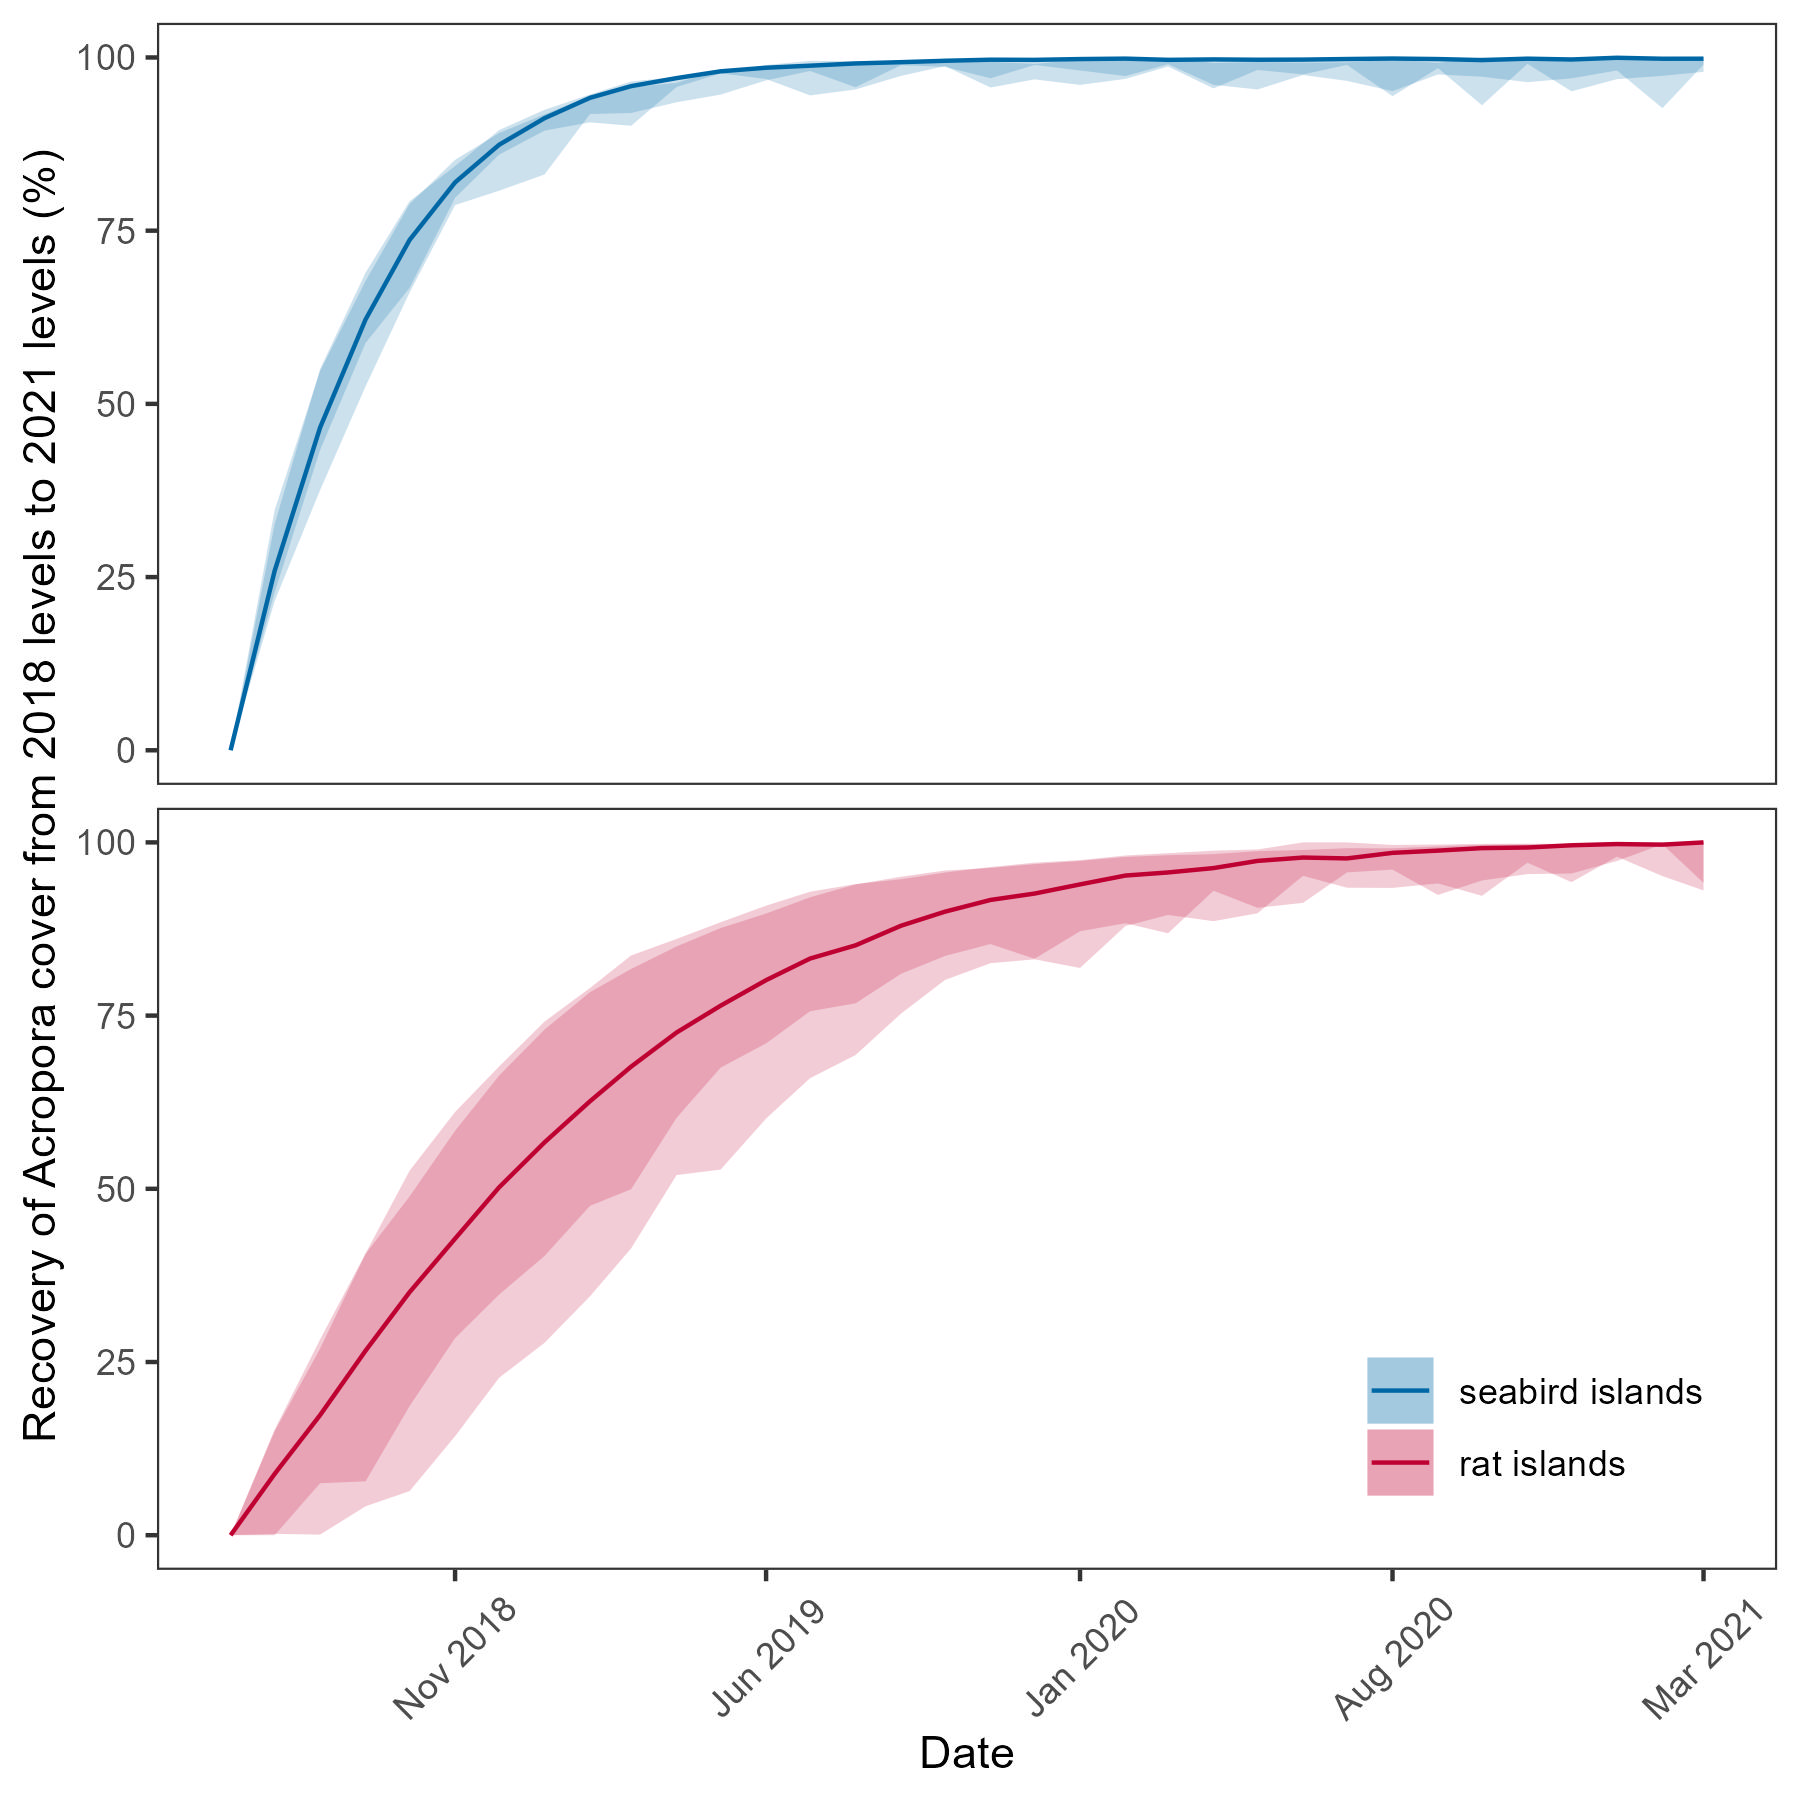 Recovery of Acropora cover from 2018 levels to 2021 levels (%)
100
75
50
25
0
100
75
50
25
0
seabird islands
rat islands
Nov 2018
Jun 2019
Jan 2020
Aug 2020
Mar 2021
Date